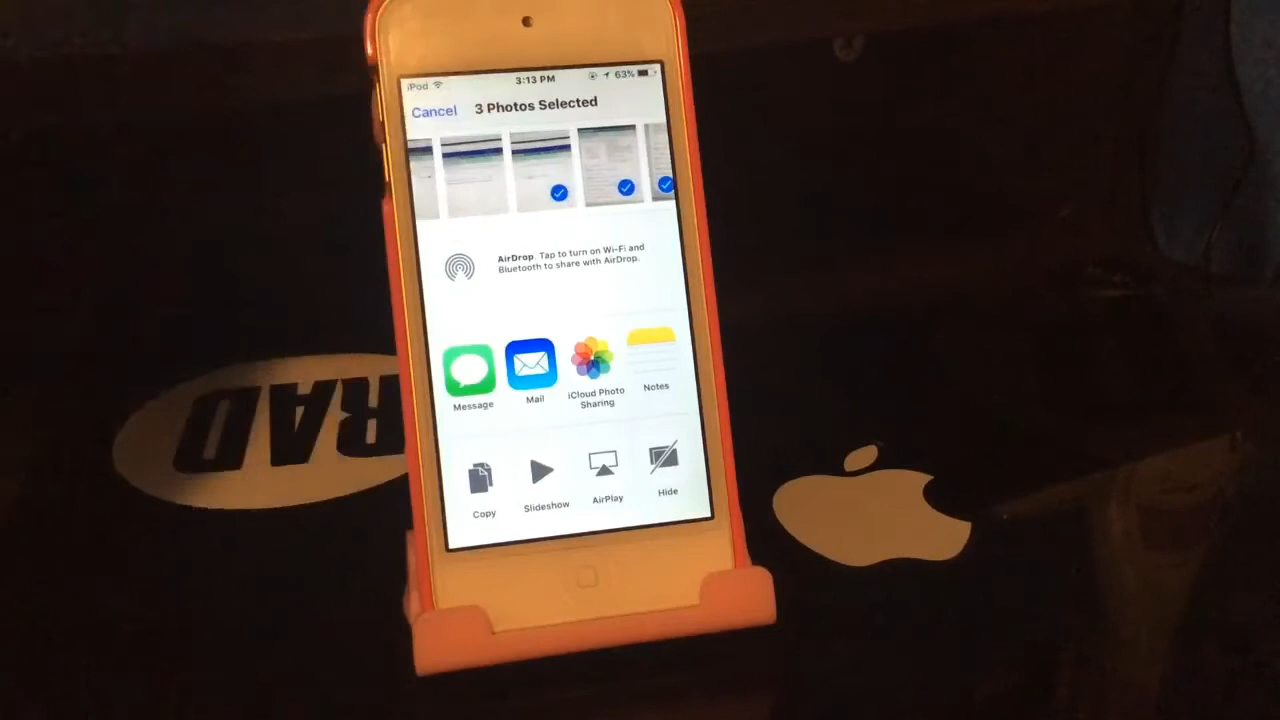 iPod
3:13 PM
63%
Cancel
3 Photos Selected
AirDrop. Tap to turn on Wi-Fi and
Bluetooth to share with AirDrop.
Message
Mail
iCloud Photo
Sharing
Notes
Copy
Slideshow
AirPlay
Hide
RAD